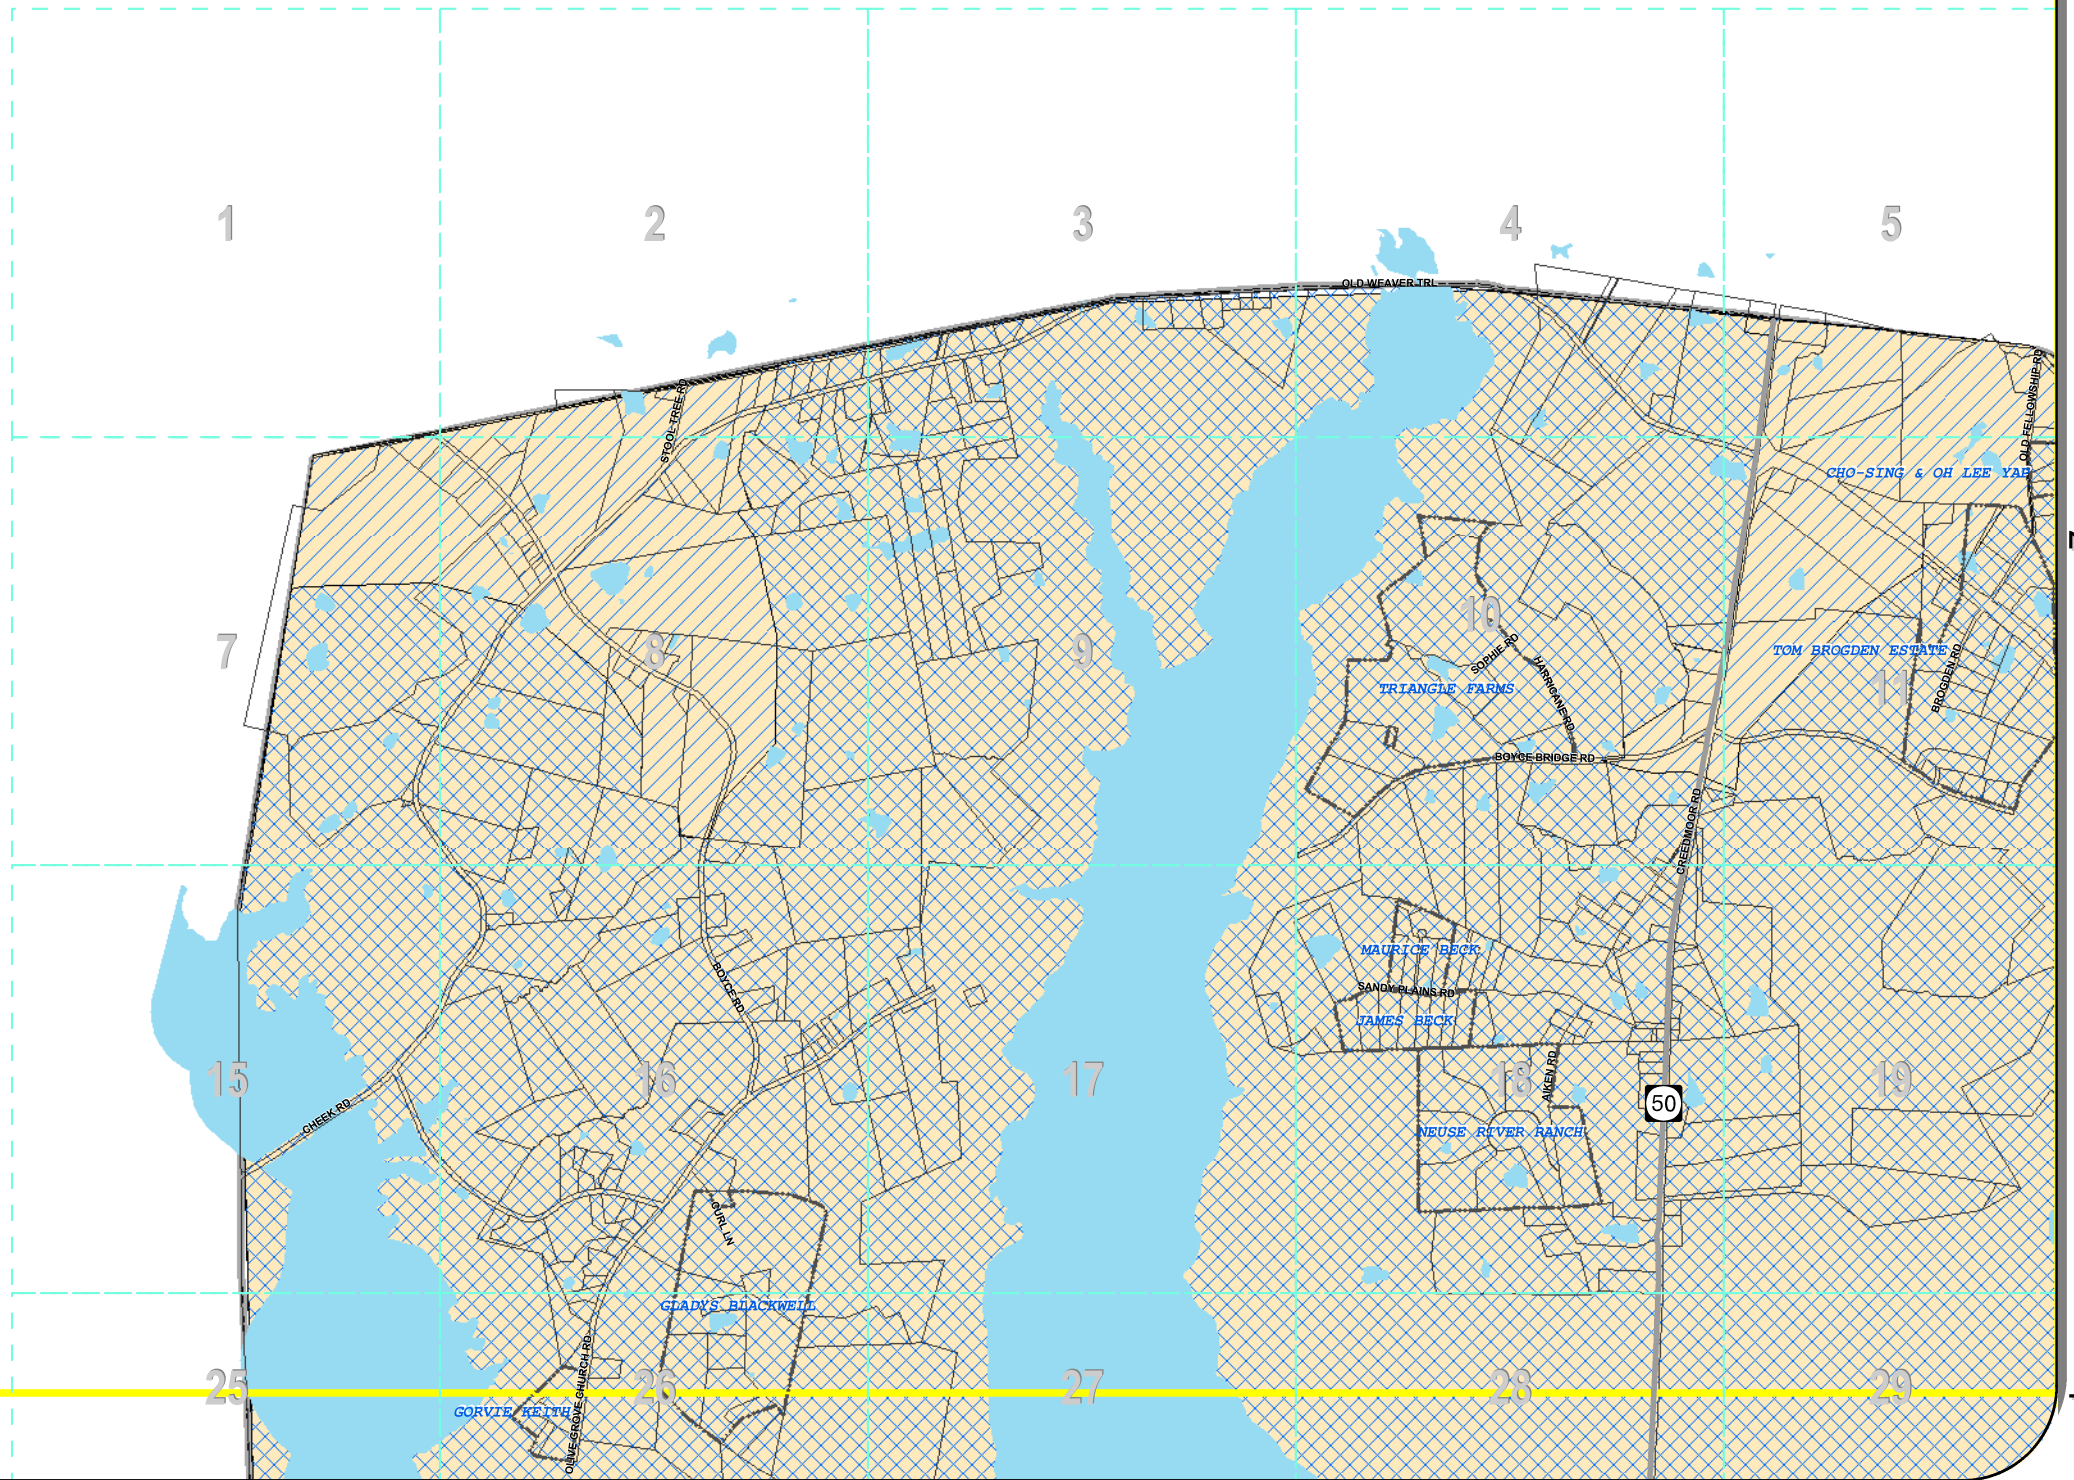 1
2
3
4
5
OLD WEAVER TRL
STOOL TREE RD
OLD FELLOWSHIP RD
CHO-SING & OH LEE YAP
7
8
9
10
11
SOPHIE RD
HARRICANE RD
TRIANGLE FARMS
TOM BROGDEN ESTATE
BROGDEN RD
BOYCE BRIDGE RD
CREEDMOOR RD
MAURICE BECK
SANDY PLAINS RD
JAMES BECK
BOYCE RD
15
16
17
18
19
CHEEK RD
AIKEN RD
50
NEUSE RIVER RANCH
CURL LN
GLADYS BLACKWELL
25
26
27
28
29
GORVIE KEITH
OLIVE GROVE CHURCH RD